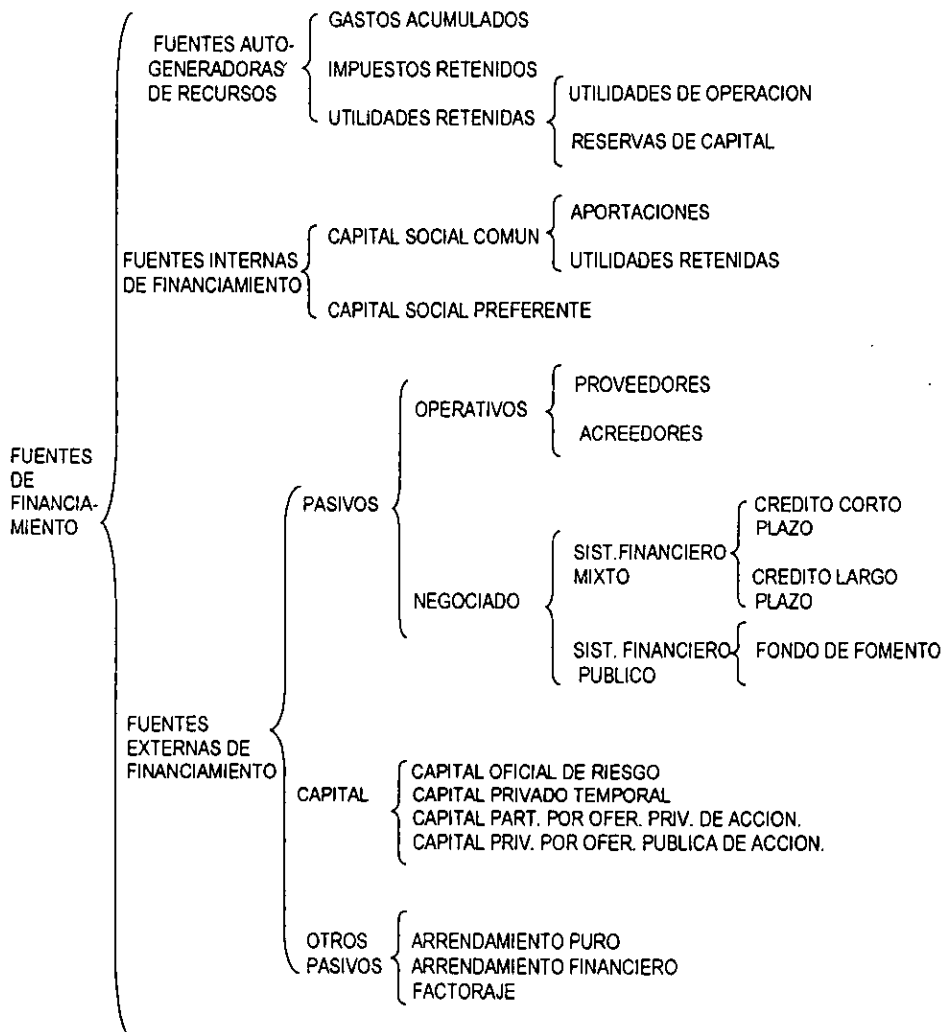 FUENTES
DE
FINANCIA-
MIENTO
FUENTES AUTO-
GENERADORAS
DE RECURSOS
GASTOS ACUMULADOS
IMPUESTOS RETENIDOS
UTILIDADES RETENIDAS
UTILIDADES DE OPERACION
RESERVAS DE CAPITAL
FUENTES INTERNAS
DE FINANCIAMIENTO
CAPITAL SOCIAL COMUN
APORTACIONES
UTILIDADES RETENIDAS
CAPITAL SOCIAL PREFERENTE
FUENTES
EXTERNAS DE
FINANCIAMIENTO
PASIVOS
OPERATIVOS
PROVEEDORES
ACREEDORES
NEGOCIADO
SIST.FINANCIERO
MIXTO
CREDITO CORTO
PLAZO
CREDITO LARGO
PLAZO
SIST. FINANCIERO
PUBLICO
FONDO DE FOMENTO
CAPITAL
CAPITAL OFICIAL DE RIESGO
CAPITAL PRIVADO TEMPORAL
CAPITAL PART. POR OFER. PRIV. DE ACCION.
CAPITAL PRIV. POR OFER. PUBLICA DE ACCION.
OTROS
PASIVOS
ARRENDAMIENTO PURO
ARRENDAMIENTO FINANCIERO
FACTORAJE